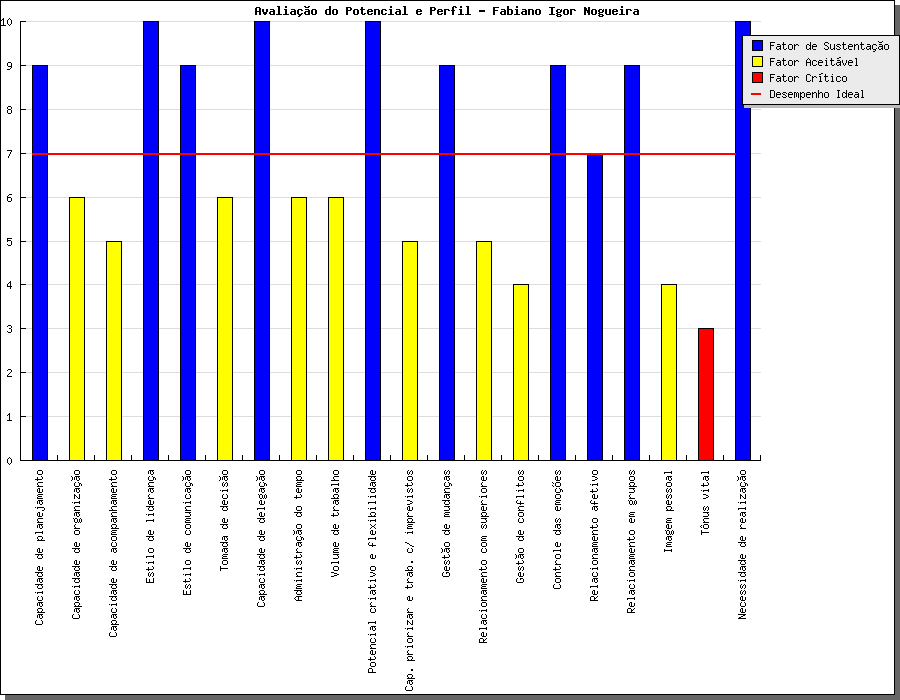 Avaliação do Potencial e Perfil - Fabiano Igor Nogueira
10
9
8
7
6
5
4
3
2
1
0
Fator de Sustentação
Fator Aceitável
Fator Crítico
Desempenho Ideal
Capacidade de planejamento
Capacidade de organização
Capacidade de acompanhamento
Estilo de liderança
Estilo de comunicação
Tomada de decisão
Capacidade de delegação
Administração do tempo
Volume de trabalho
Potencial criativo e flexibilidade
Cap. priorizar e trab. c/ imprevistos
Gestão de mudanças
Relacionamento com superiores
Gestão de conflitos
Controle das emoções
Relacionamento afetivo
Relacionamento em grupos
Imagem pessoal
Tônus vital
Necessidade de realização